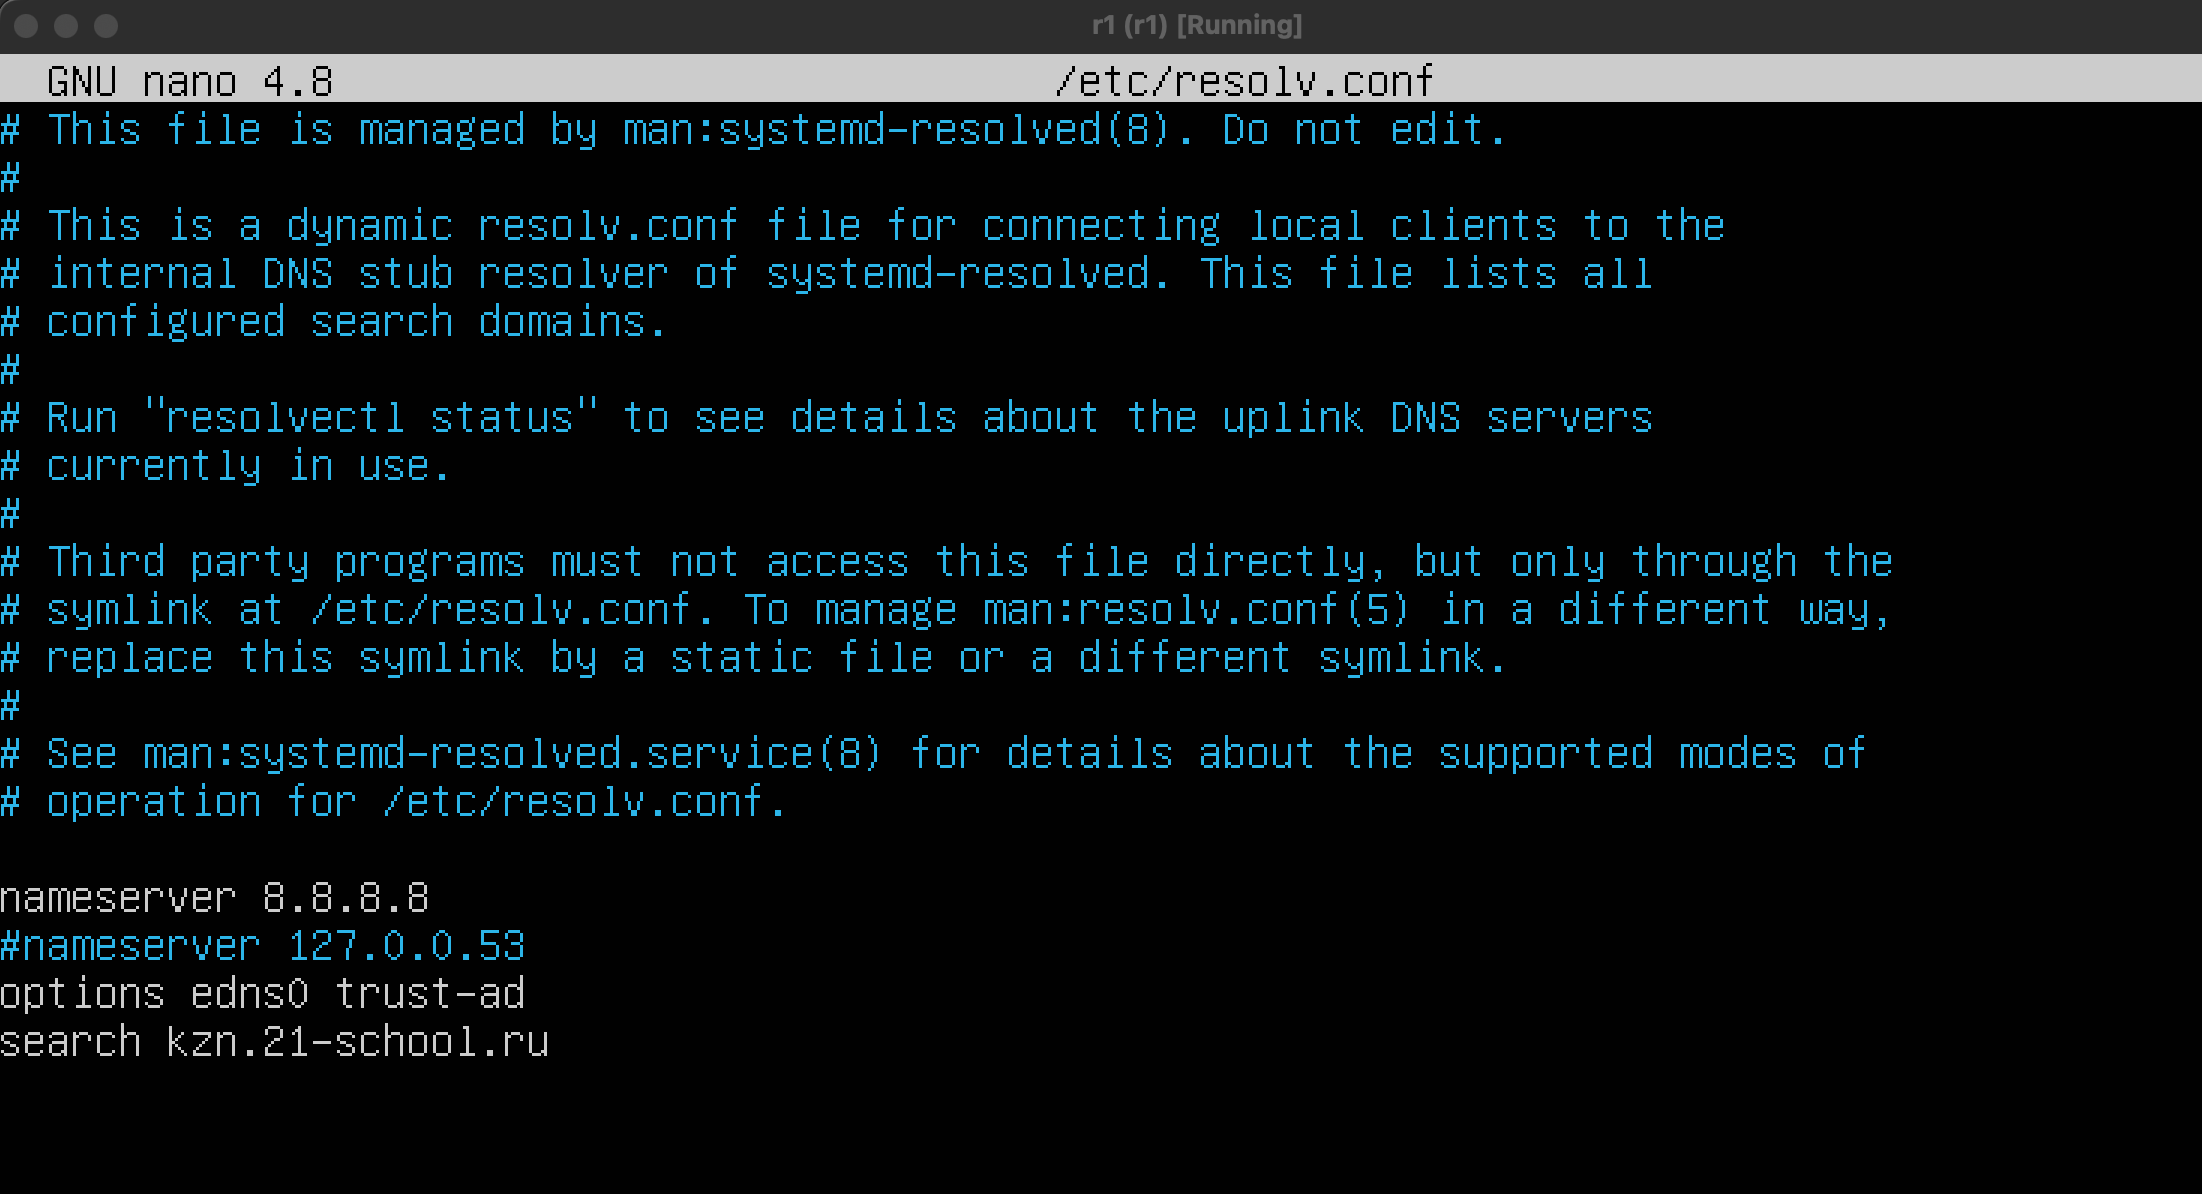 r1 (r1) [Running]
GNU nano 4.8 /etc/resolv.conf
# This file is managed by man:systemd-resolved(8). Do not edit.
#
# This is a dynamic resolv.conf file for connecting local clients to the
# internal DNS stub resolver of systemd-resolved. This file lists all
# configured search domains.
#
# Run "resolvectl status" to see details about the uplink DNS servers
# currently in use.
#
# Third party programs must not access this file directly, but only through the
# symlink at /etc/resolv.conf. To manage man:resolv.conf(5) in a different way,
# replace this symlink by a static file or a different symlink.
#
# See man:systemd-resolved.service(8) for details about the supported modes of
# operation for /etc/resolv.conf.
nameserver 8.8.8.8
#nameserver 127.0.0.53
options edns0 trust-ad
search kzn.21-school.ru